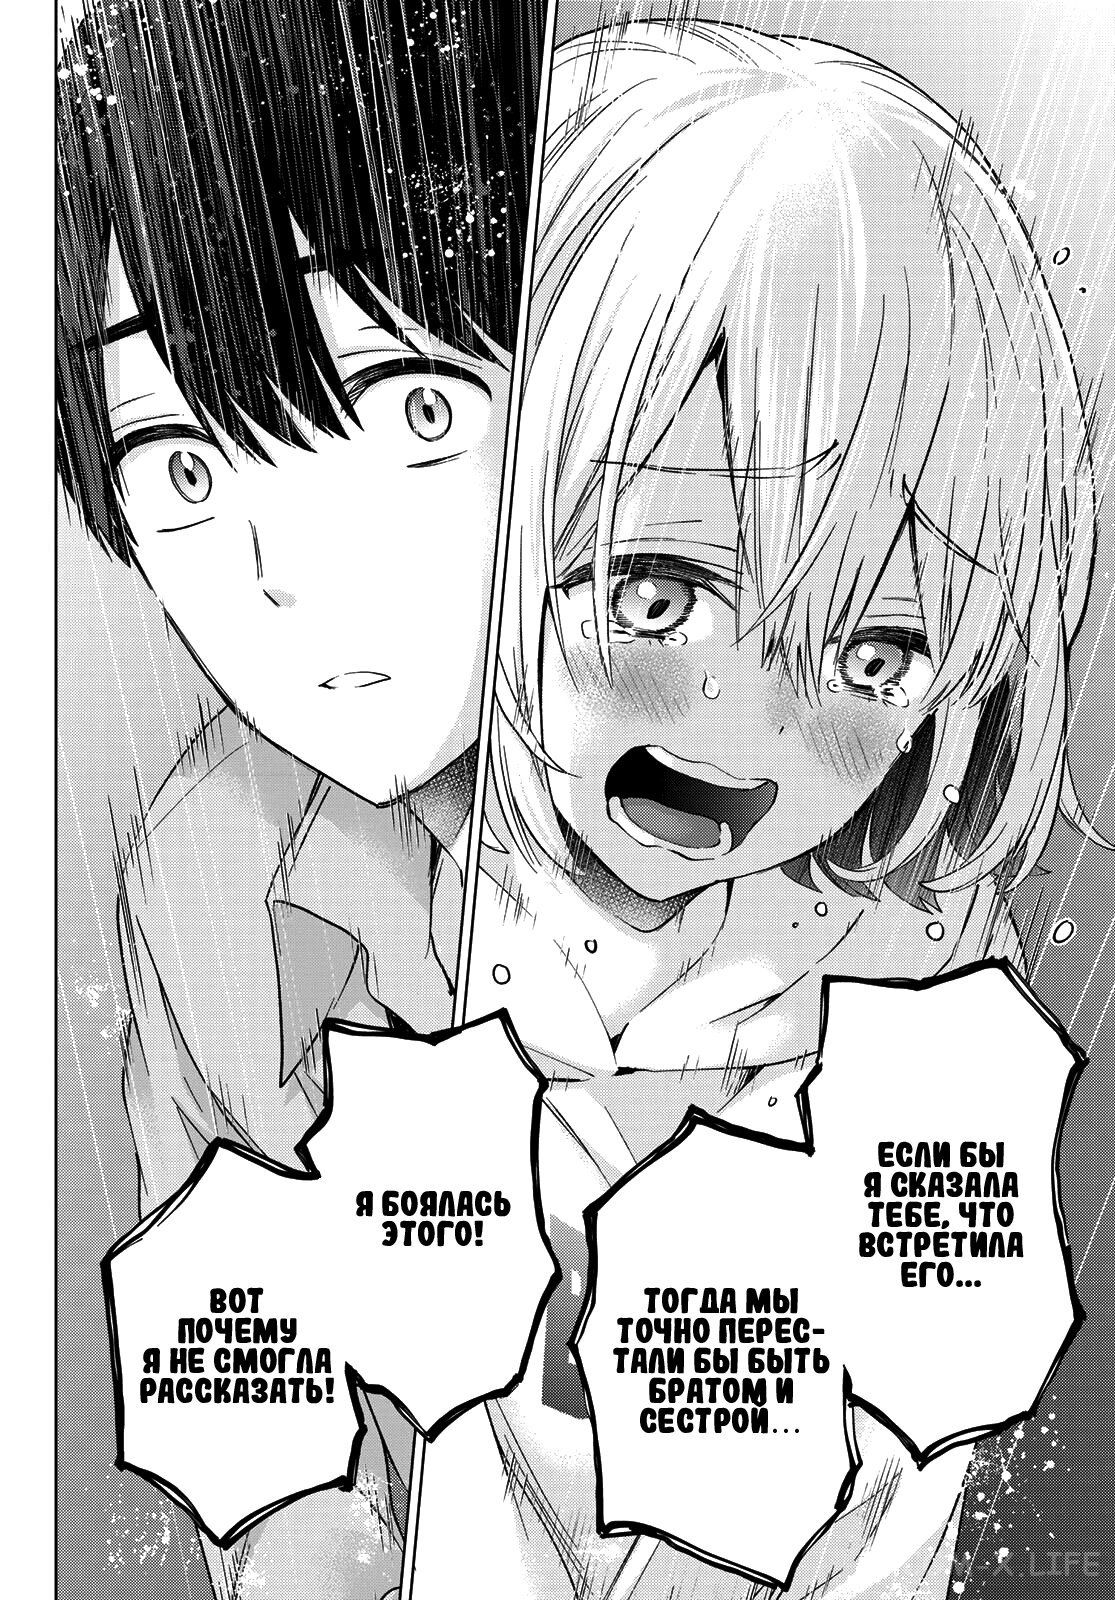 ЕСЛИ БЫ
Я СКАЗАЛА
ТЕБЕ, ЧТО
ВСТРЕТИЛА
ЕГО...
ТОГДА МЫ
ТОЧНО ПЕРЕС-
ТАЛИ БЫ БЫТЬ
БРАТОМ И
СЕСТРОЙ...
Я БОЯЛАСЬ
ЭТОГО!
ВОТ
ПОЧЕМУ
Я НЕ СМОГЛА
РАССКАЗАТЬ!